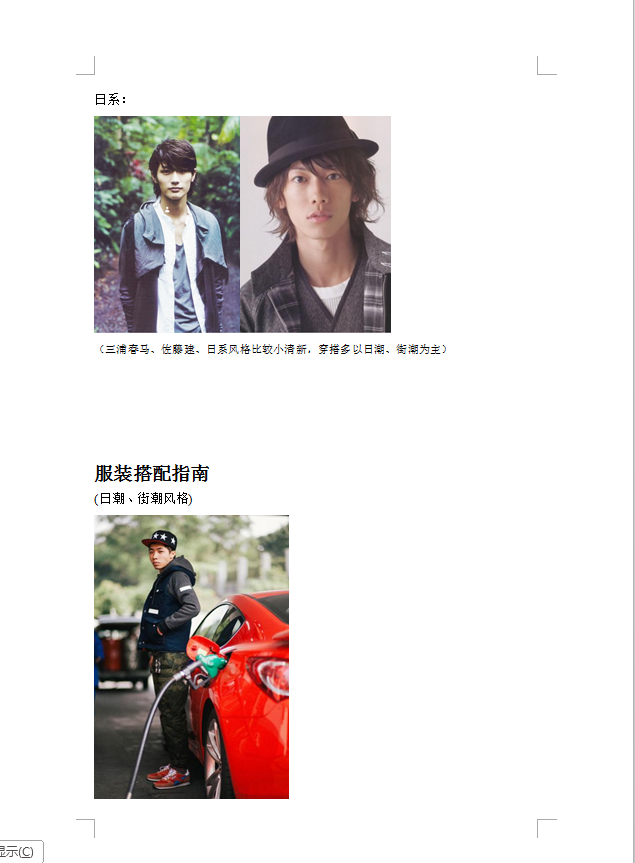 日系：
（三浦春马、佐藤建、日系风格比较小清新，穿搭多以日潮、街潮为主）
服装搭配指南
(日潮、街潮风格)
显示(C)